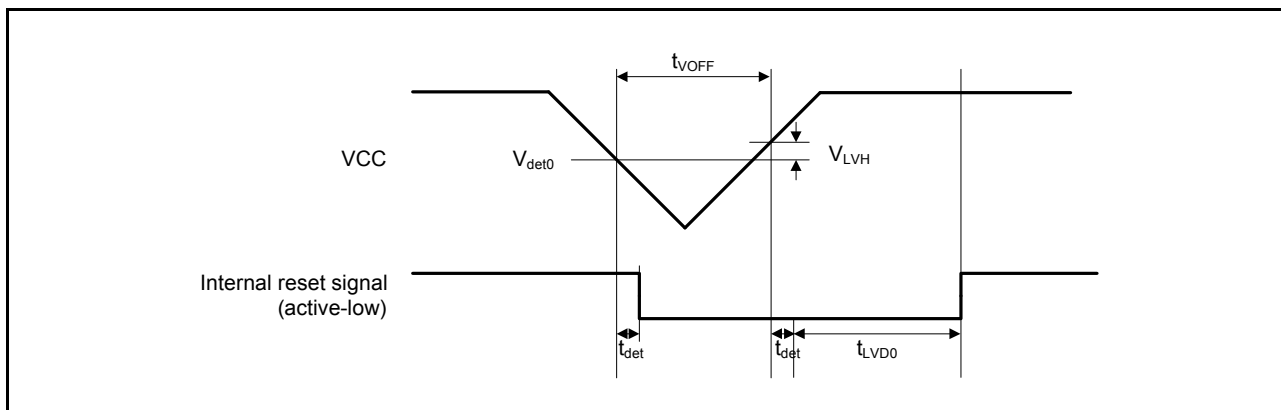 tVOFF
VCC
Vdet0
VLVH
Internal reset signal
(active-low)
tdet
tdet
tLVD0